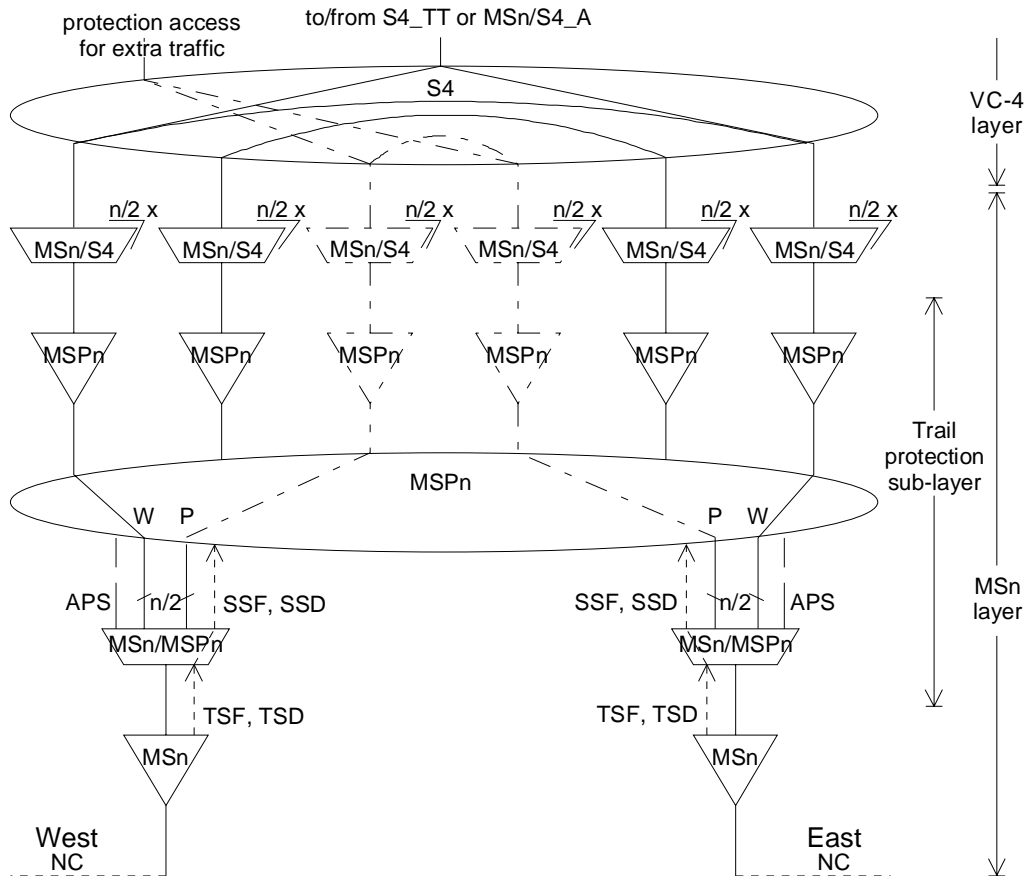 to/from S4_TT or MSn/S4_A
protection access
for extra traffic
S4
VC-4
layer
n/2 x n/2 x n/2 x n/2 x n/2 x n/2 x
MSn/S4 MSn/S4 MSn/S4 MSn/S4 MSn/S4 MSn/S4
MSPn MSPn MSPn MSPn MSPn MSPn
Trail
protection
sub-layer
MSPn
W P P W
APS n/2 SSF, SSD SSF, SSD n/2 APS
MSn
layer
MSn/MSPn MSn/MSPn
TSF, TSD TSF, TSD
MSn MSn
West East
NC NC